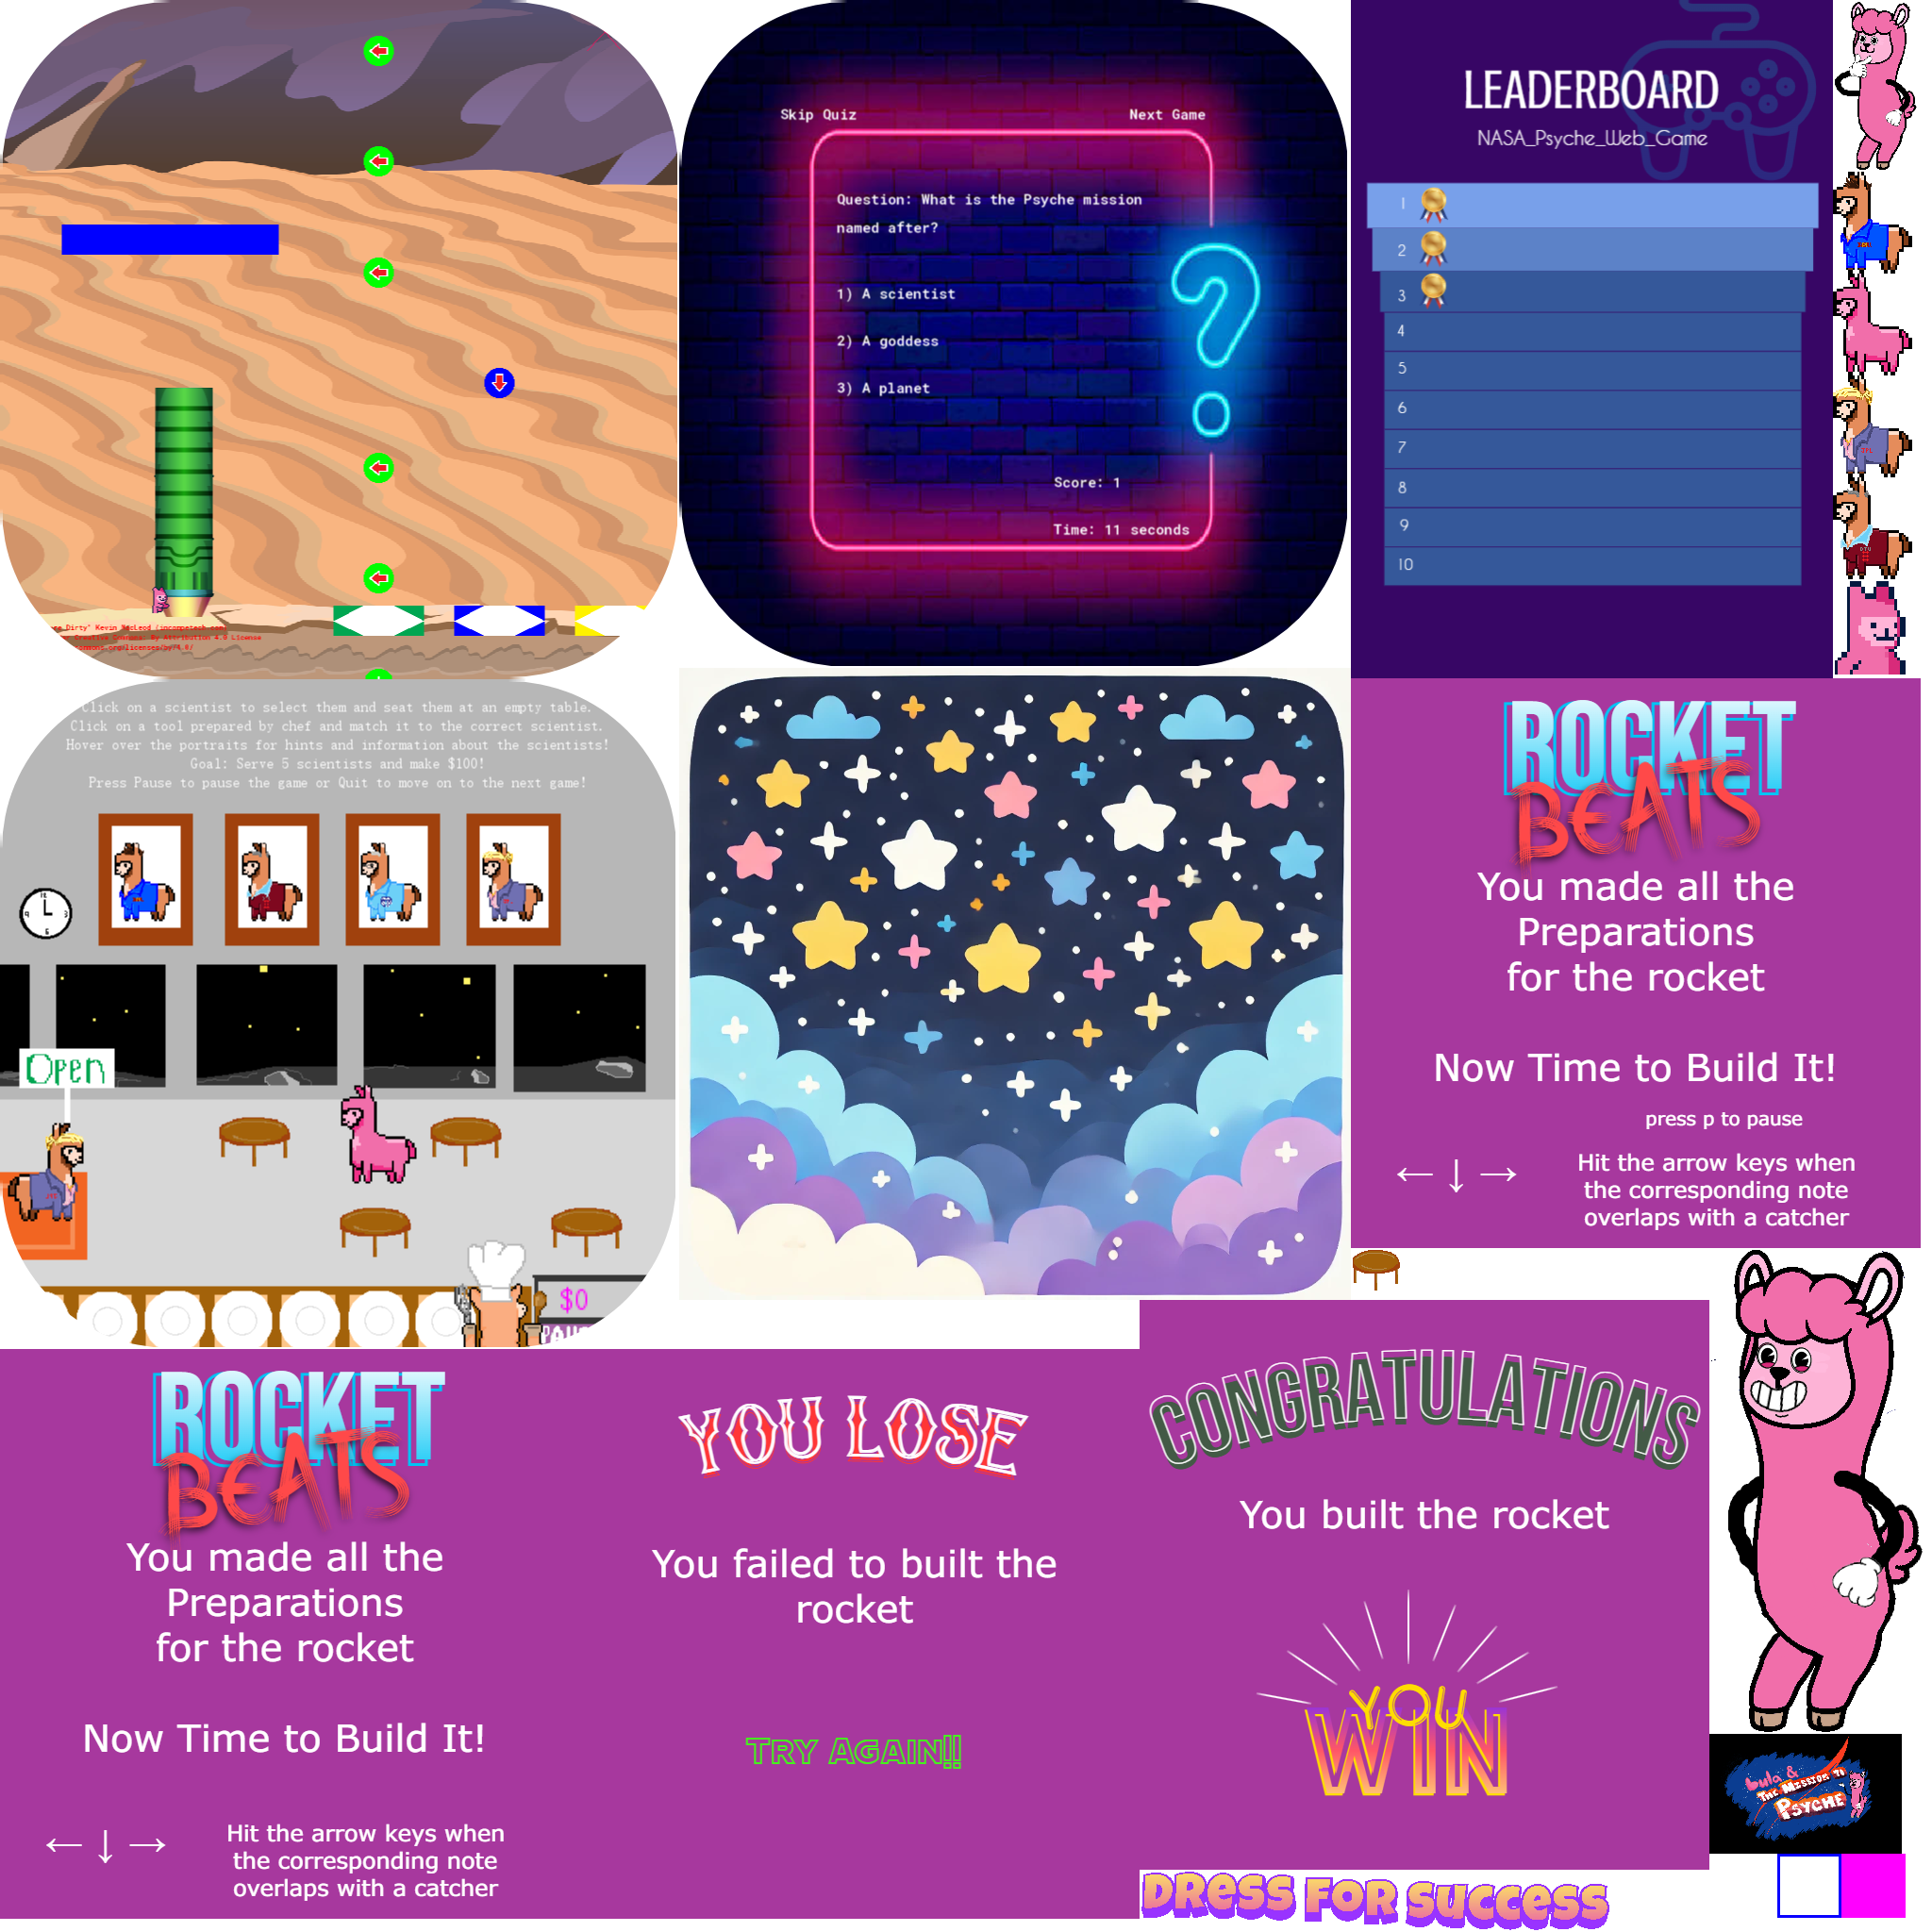 Dirty" Kevin MacLeod (incompetech.com)
Creative Commons: By Attribution 4.0 License
Skip Quiz
Next Game
Question: What is the Psyche mission
named after?
1) A scientist
2) A goddess
3) A planet
Score: 1
Time: 11 seconds
LEADERBOARD
NASA_Psyche_Web_Game
1
2
3
4
5
6
7
8
9
10
Click on a scientist to select them and seat them at an empty table.
Click on a tool prepared by chef and match it to the correct scientist.
Hover over the portraits for hints and information about the scientists!
Goal: Serve 5 scientists and make $100!
Press Pause to pause the game or Quit to move on to the next game!
Open
$0
ROCKET
BEATS
You made all the
Preparations
for the rocket
Now Time to Build It!
press p to pause
← ↓ →
Hit the arrow keys when
the corresponding note
overlaps with a catcher
ROCKET
BEATS
You made all the
Preparations
for the rocket
Now Time to Build It!
← ↓ →
Hit the arrow keys when
the corresponding note
overlaps with a catcher
YOU LOSE
You failed to built the
rocket
TRY AGAIN!!
CONGRATULATIONS
You built the rocket
YOU
WIN
bula &
THE MISSION TO
PSYCHE
DRESS FOR SUCCESS